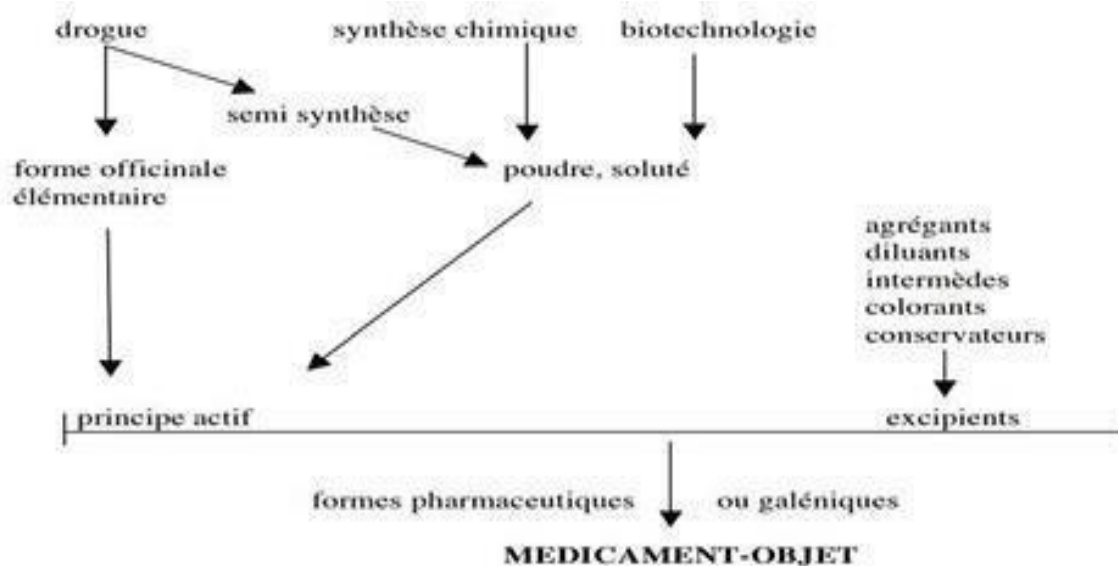 drogue
synthèse chimique
biotechnologie
semi synthèse
forme officinale
élémentaire
poudre, soluté
agrégants
diluants
intermèdes
colorants
conservateurs
principe actif
excipients
formes pharmaceutiques
ou galéniques
MEDICAMENT-OBJET